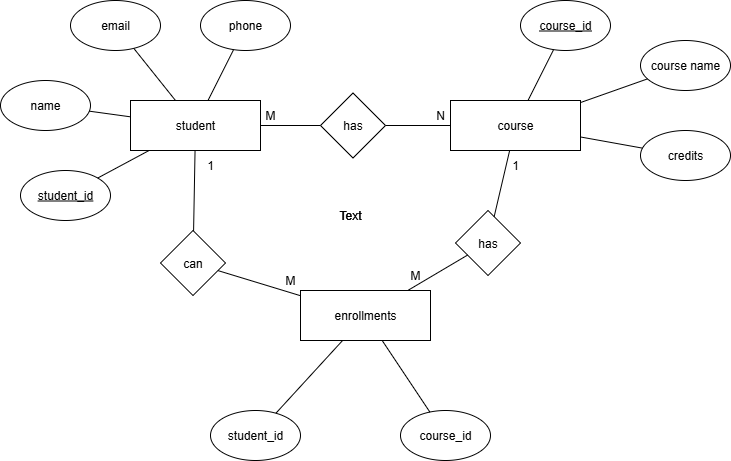 email
phone
course_id
course name
name
student
M
has
N
course
credits
student_id
1
1
Text
has
can
M
M
enrollments
student_id
course_id